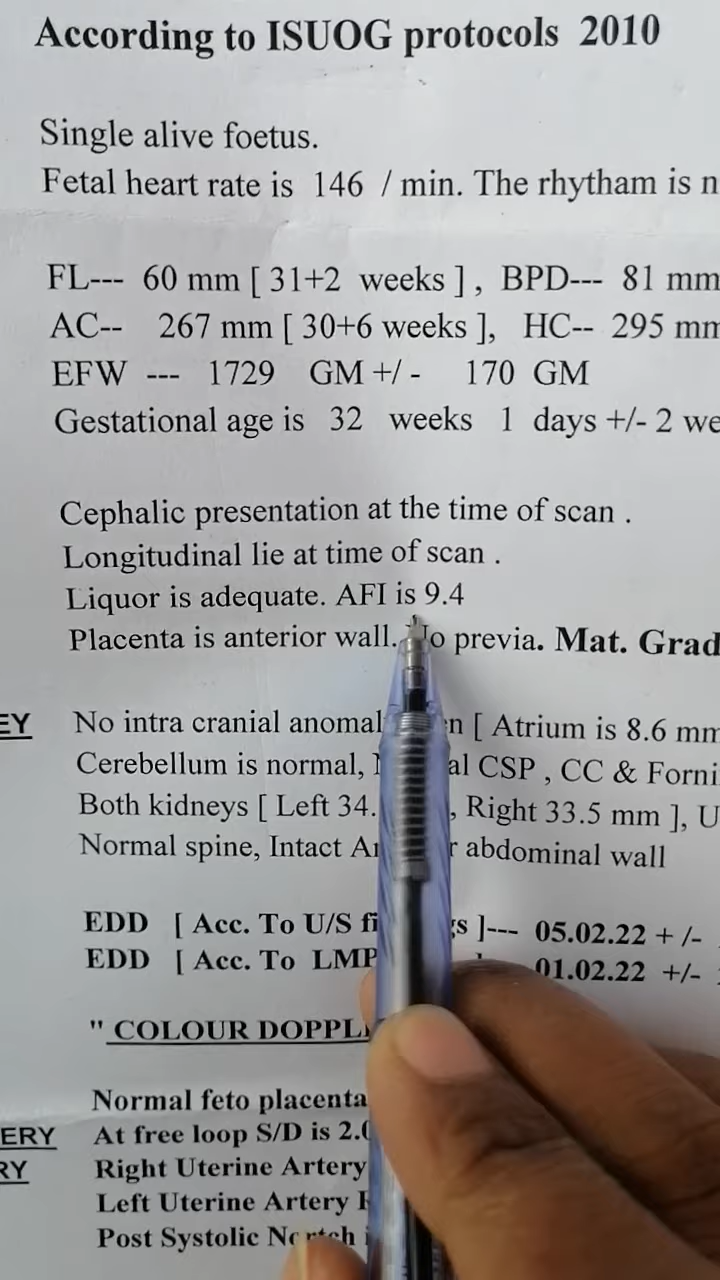 According to ISUOG protocols 2010
Single alive foetus.
Fetal heart rate is 146 / min. The rhytham is n
FL--- 60 mm [ 31+2 weeks ] , BPD--- 81 mm
AC-- 267 mm [ 30+6 weeks ], HC-- 295 mm
EFW --- 1729 GM +/- 170 GM
Gestational age is 32 weeks 1 days +/- 2 we
Cephalic presentation at the time of scan .
Longitudinal lie at time of scan .
Liquor is adequate. AFI is 9.4
Placenta is anterior wall. previa. Mat. Grad
EY No intra cranial anomal [ Atrium is 8.6 mm
Cerebellum is normal, CSP , CC & Forni
Both kidneys [ Left 34. , Right 33.5 mm ], U
Normal spine, Intact abdominal wall
EDD [ Acc. To U/S fi gs ]--- 05.02.22 + /-
EDD [ Acc. To LMP 01.02.22 +/-
" COLOUR DOPPL
Normal feto placenta
ERY At free loop S/D is 2.
RY Right Uterine Artery
Left Uterine Artery
Post Systolic